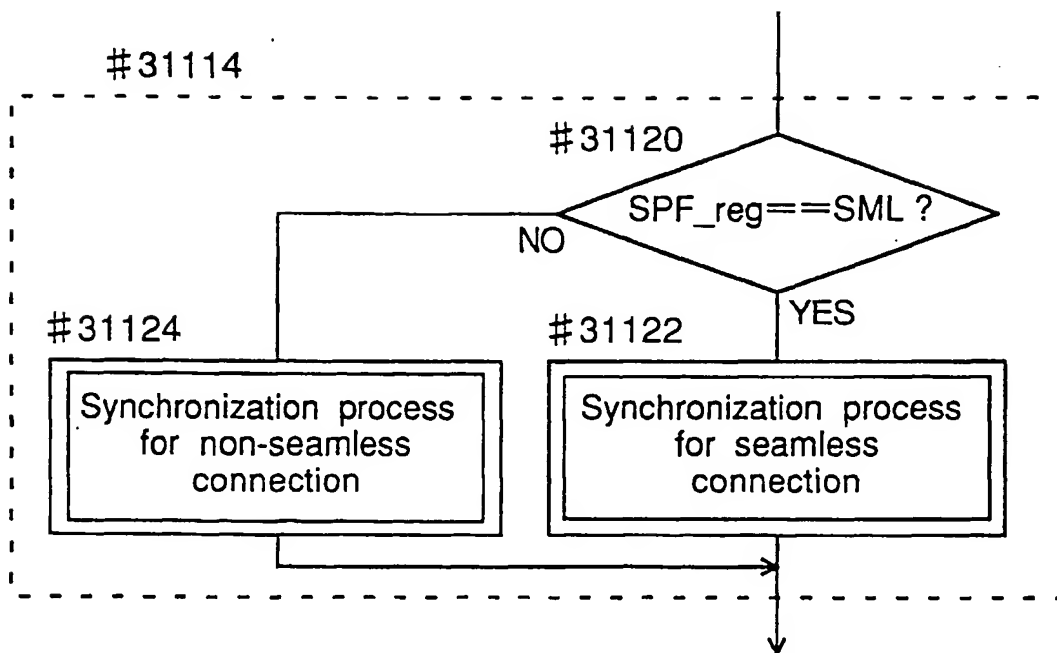 #31114
#31120
SPF_reg==SML ?
NO
YES
#31124
#31122
Synchronization process
for non-seamless
connection
Synchronization process
for seamless
connection